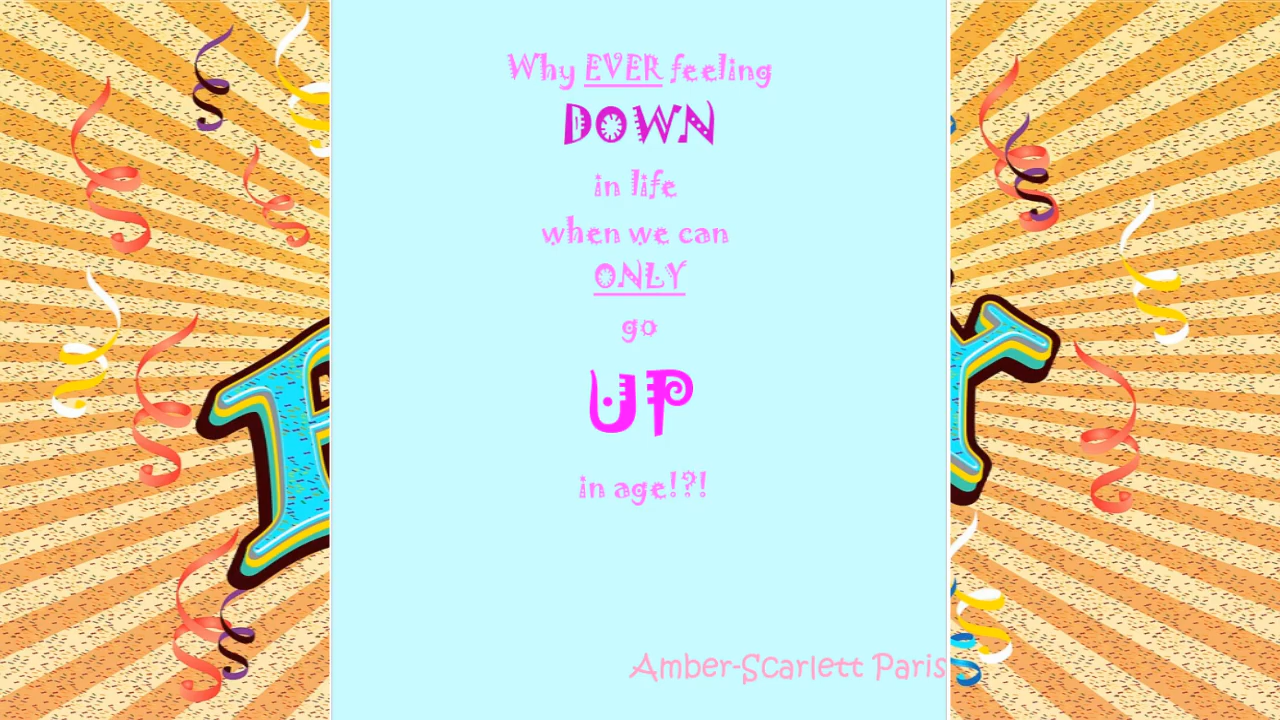 Why EVER feeling
DOWN
in life
when we can
ONLY
go
UP
in age!?!
Amber-Scarlett Paris